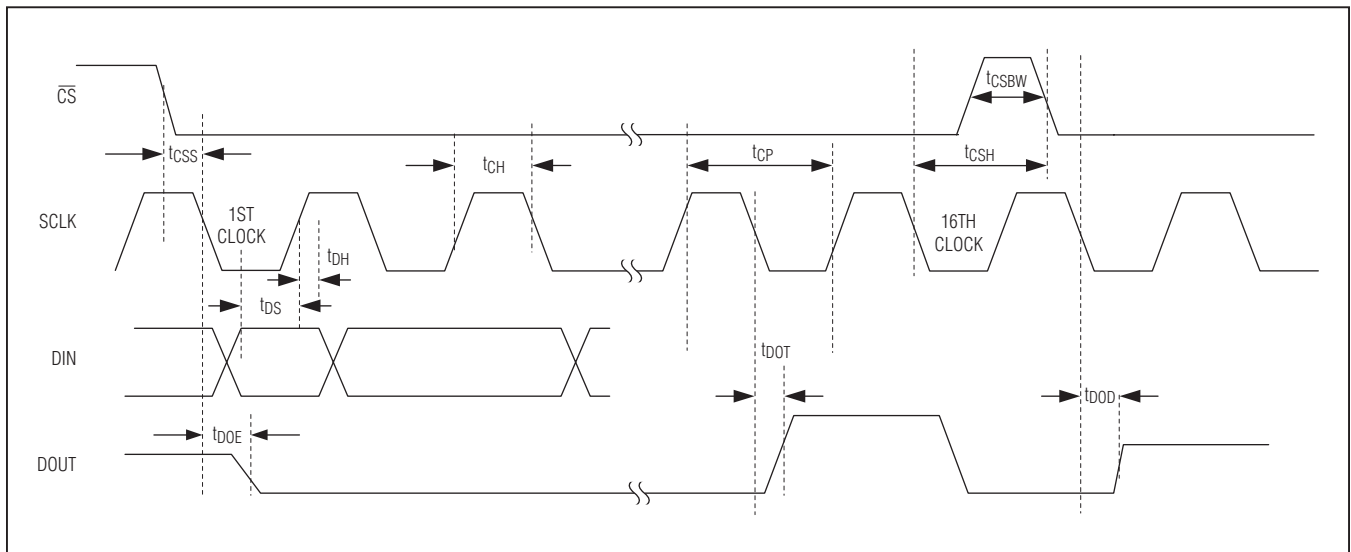 CS
tCSBW
tCSS
tCH
tCP
tCSH
SCLK
1ST
CLOCK
16TH
CLOCK
tDH
tDS
DIN
tDOT
tDOD
tDOE
DOUT